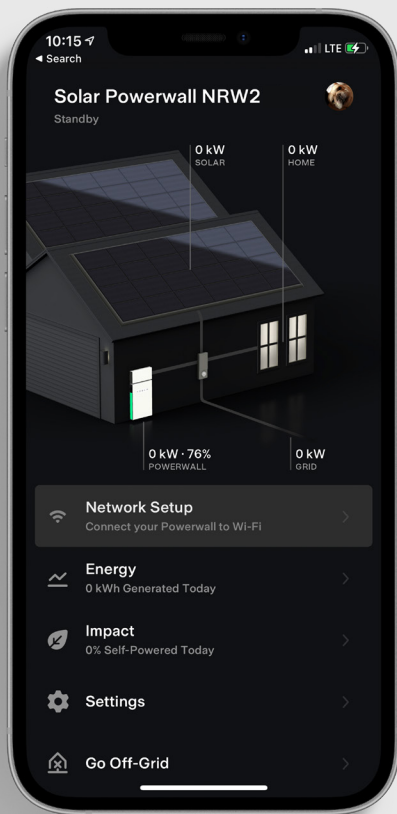 10:15
LTE
◀ Search
Solar Powerwall NRW2
Standby
0 kW
SOLAR
0 kW
HOME
0 kW · 76%
POWERWALL
0 kW
GRID
Network Setup
Connect your Powerwall to Wi-Fi
Energy
0 kWh Generated Today
Impact
0% Self-Powered Today
Settings
Go Off-Grid